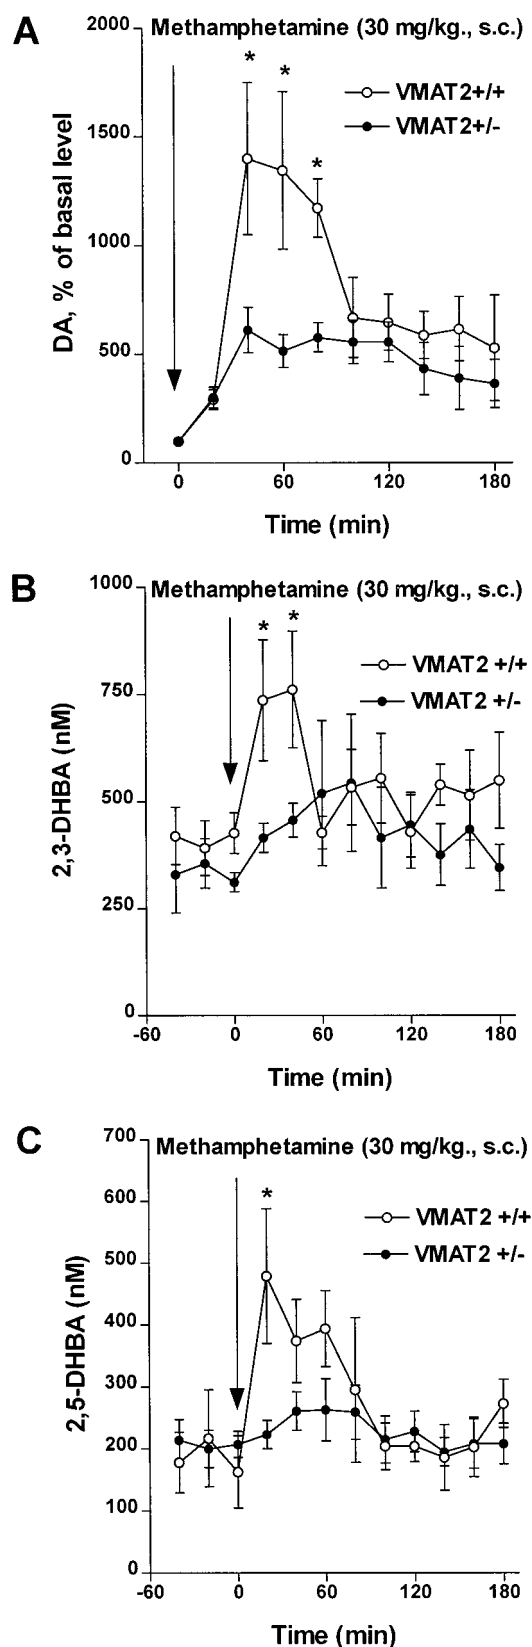 A
Methamphetamine (30 mg/kg., s.c.)
2000
1500
1000
500
0
DA, % of basal level
* * *
VMAT2+/+
VMAT2+/-
0 60 120 180
Time (min)
B
Methamphetamine (30 mg/kg., s.c.)
1000
750
500
250
0
2,3-DHBA (nM)
* *
VMAT2 +/+
VMAT2 +/-
-60 0 60 120 180
Time (min)
C
Methamphetamine (30 mg/kg., s.c.)
700
600
500
400
300
200
100
0
2,5-DHBA (nM)
*
VMAT2 +/+
VMAT2 +/-
-60 0 60 120 180
Time (min)